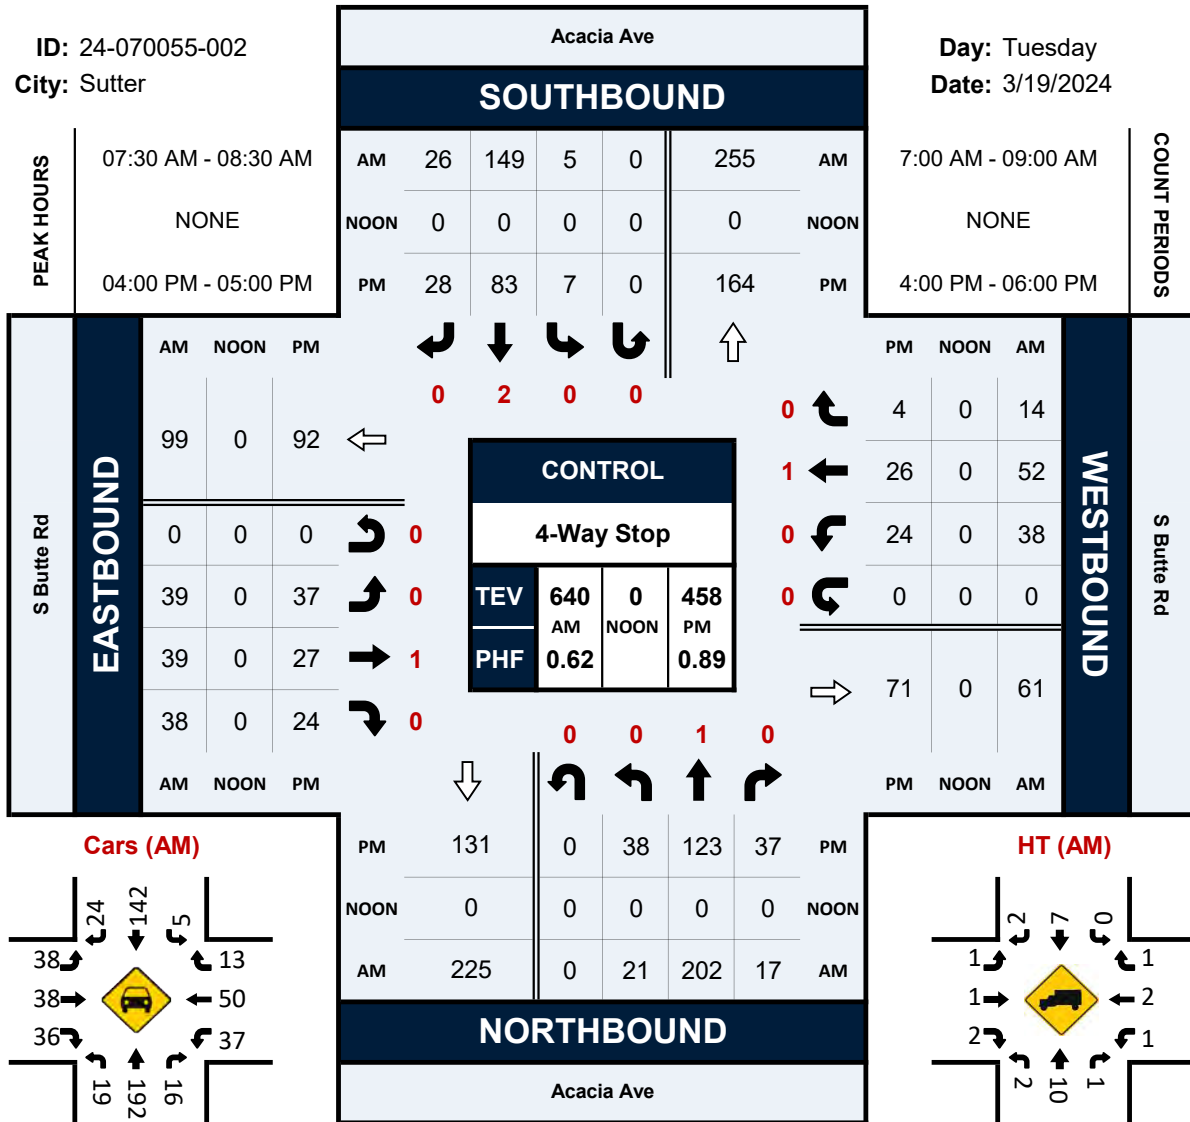 ID: 24-070055-002
City: Sutter
Acacia Ave
SOUTHBOUND
Day: Tuesday
Date: 3/19/2024
PEAK HOURS
07:30 AM - 08:30 AM
NONE
04:00 PM - 05:00 PM
AM 26 149 5 0 255 AM
NOON 0 0 0 0 0 NOON
PM 28 83 7 0 164 PM
7:00 AM - 09:00 AM
NONE
4:00 PM - 06:00 PM
COUNT PERIODS
0 2 0 0
S Butte Rd
EASTBOUND
AM NOON PM
99 0 92
0 0 0 0
39 0 37 0
39 0 27 1
38 0 24 0
AM NOON PM
CONTROL
4-Way Stop
TEV 640 0 458
AM NOON PM
PHF 0.62 0.89
PM NOON AM
0 4 0 14
1 26 0 52
0 24 0 38
0 0 0 0
71 0 61
PM NOON AM
WESTBOUND
S Butte Rd
0 0 1 0
PM 131 0 38 123 37 PM
NOON 0 0 0 0 0 NOON
AM 225 0 21 202 17 AM
NORTHBOUND
Acacia Ave
Cars (AM)
24 142 5
38 13
38 50
36 37
19 192 16
HT (AM)
2 7 0
1 1
1 2
2 1
2 10 1